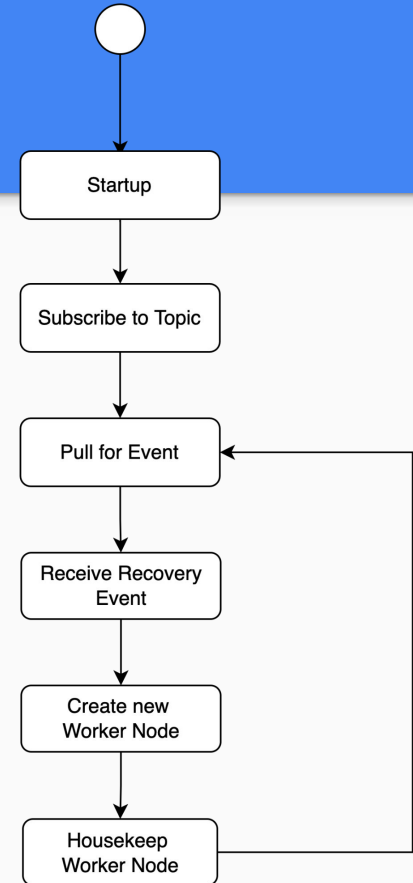 Startup
Subscribe to Topic
Pull for Event
Receive Recovery
Event
Create new
Worker Node
Housekeep
Worker Node